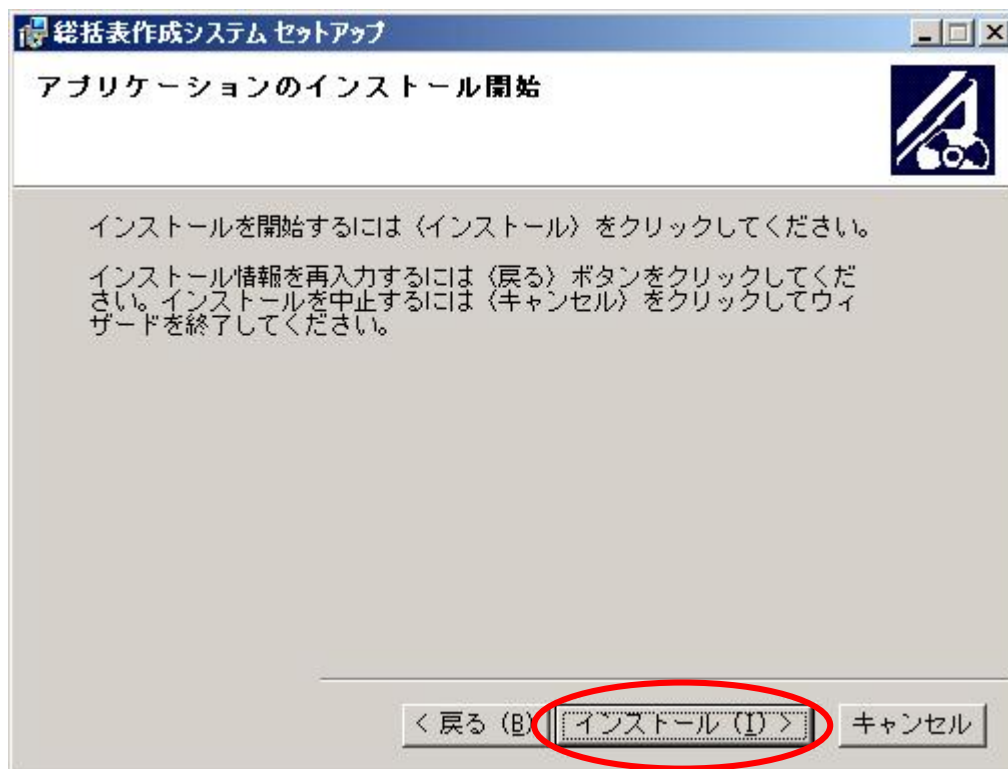 総括表作成システム セットアップ
アプリケーションのインストール開始
インストールを開始するには〈インストール〉をクリックしてください。
インストール情報を再入力するには〈戻る〉ボタンをクリックしてくだ
さい。インストールを中止するには〈キャンセル〉をクリックしてウィ
ザードを終了してください。
< 戻る (B) インストール (I) > キャンセル